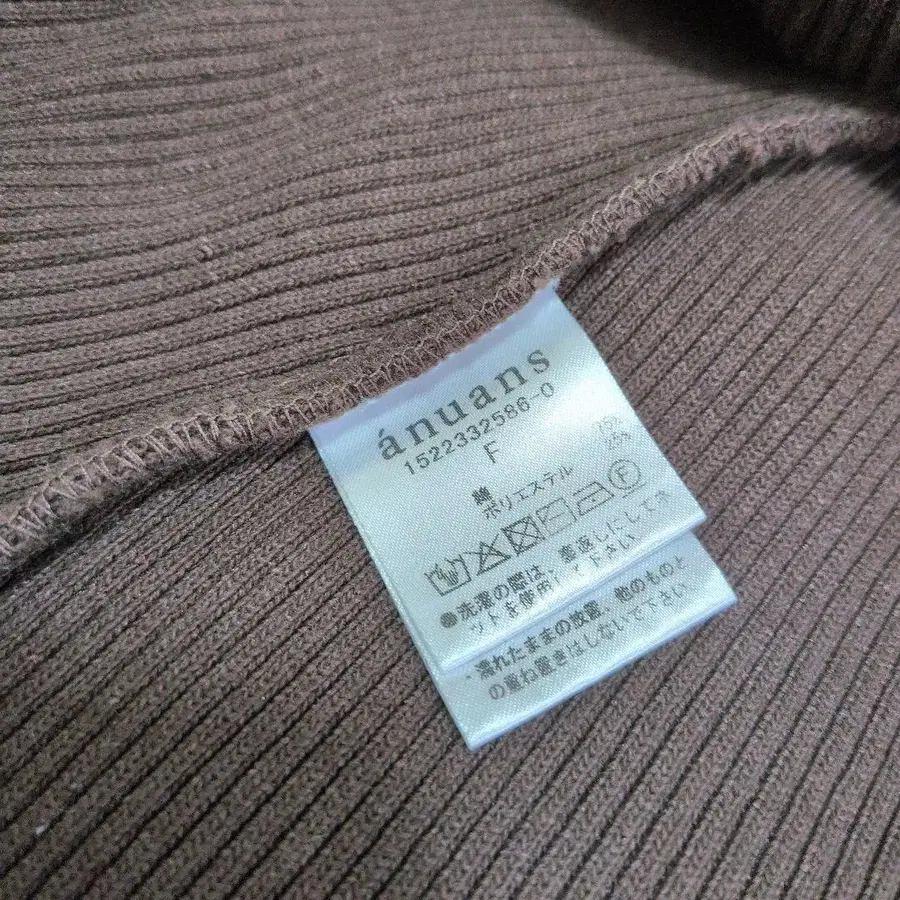 ánuans
1522332586-0
F
綿 75%
ポリエステル 25%
F
●洗濯の際は、裏返しにしてネ
ットを使用して下さい。
・濡れたままの放置、他のものと
の重ね置きはしないで下さい。